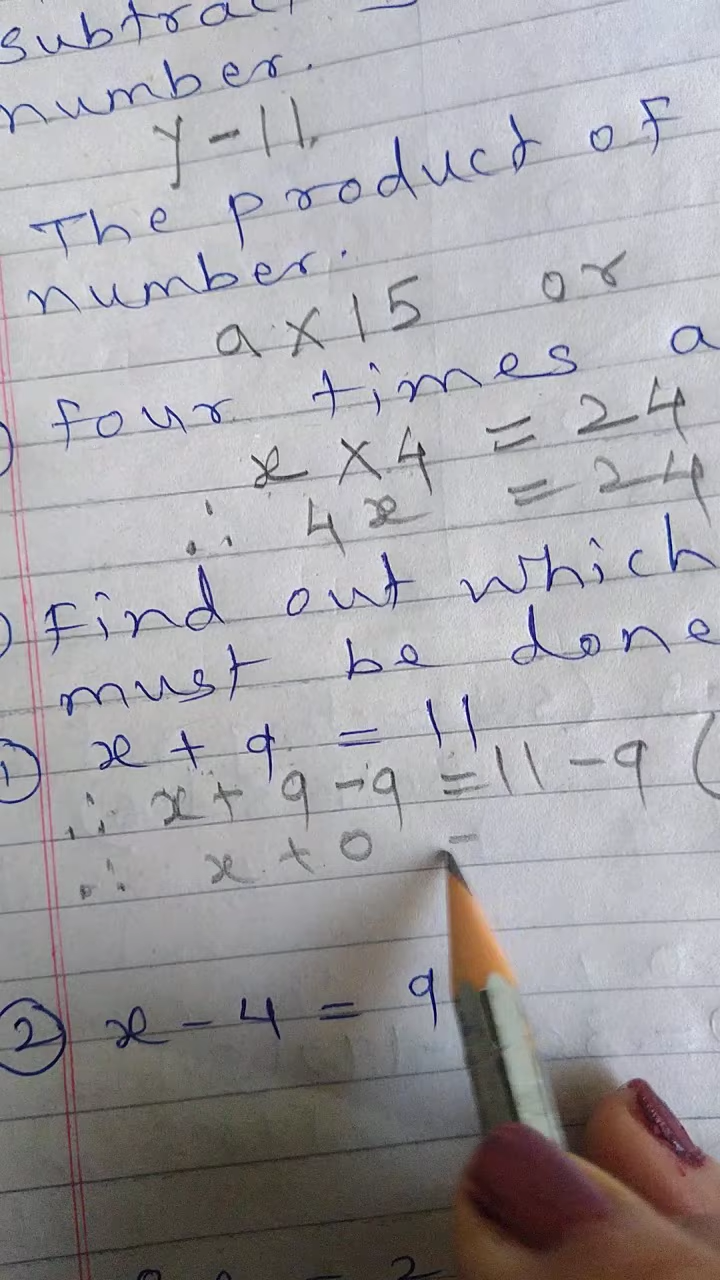 number.
y - 11
The product of
number.
a × 15 or
four times a
x × 4 = 24
∴ 4x = 24
Find out which
must be done
① x + 9 = 11
∴ x + 9 - 9 = 11 - 9 (
∴ x + 0 -
② x - 4 = 9